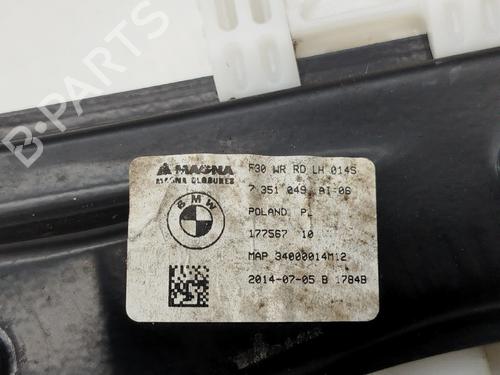 B-PARTS
MAGNA
MAGNA CLOSURES
BMW
F30 WR RD LH 014S
7 351 049 AI-06
POLAND PL
177567 10
MAP 34000014M12
2014-07-05 B 1784B